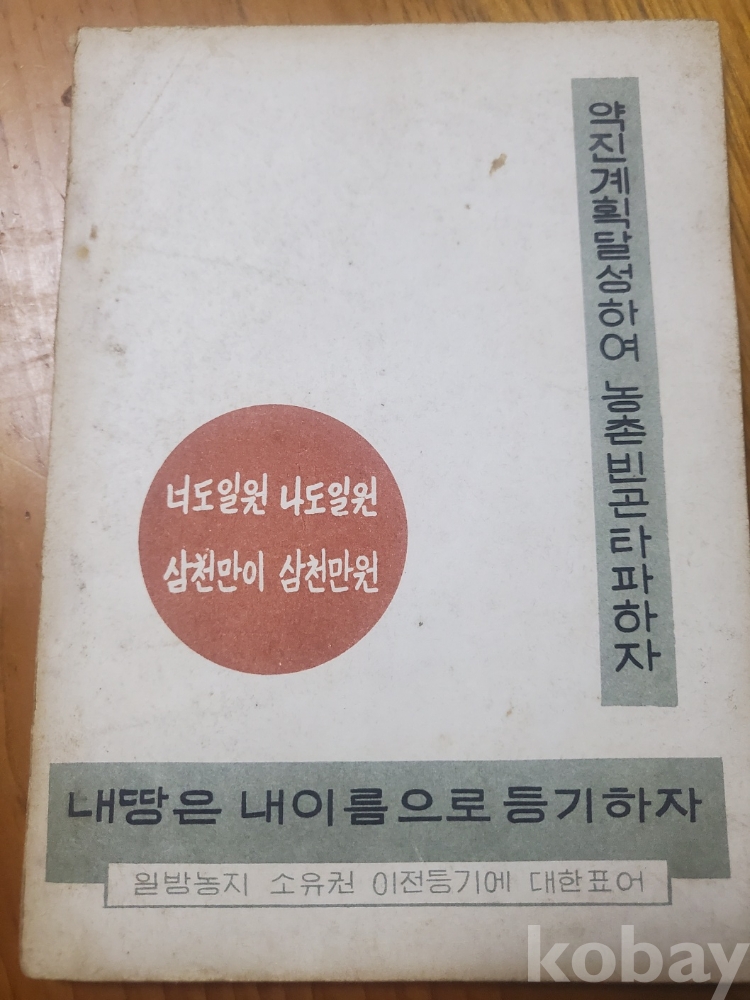 약진계획달성하여 농촌빈곤타파하자
너도일원 나도일원
삼천만이 삼천만원
내땅은 내이름으로 등기하자
일방농지 소유권 이전등기에 대한표어
kobay